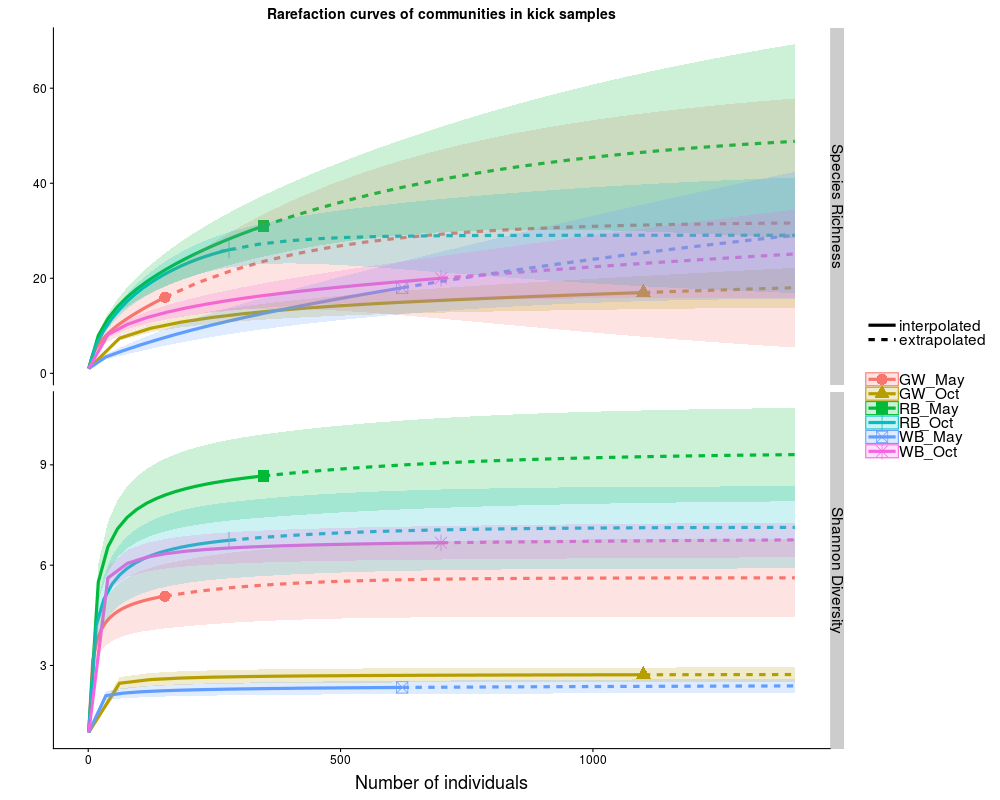 Rarefaction curves of communities in kick samples
60
40
20
0
Species Richness
9
6
3
Shannon Diversity
0
500
1000
Number of individuals
interpolated
extrapolated
GW_May
GW_Oct
RB_May
RB_Oct
WB_May
WB_Oct